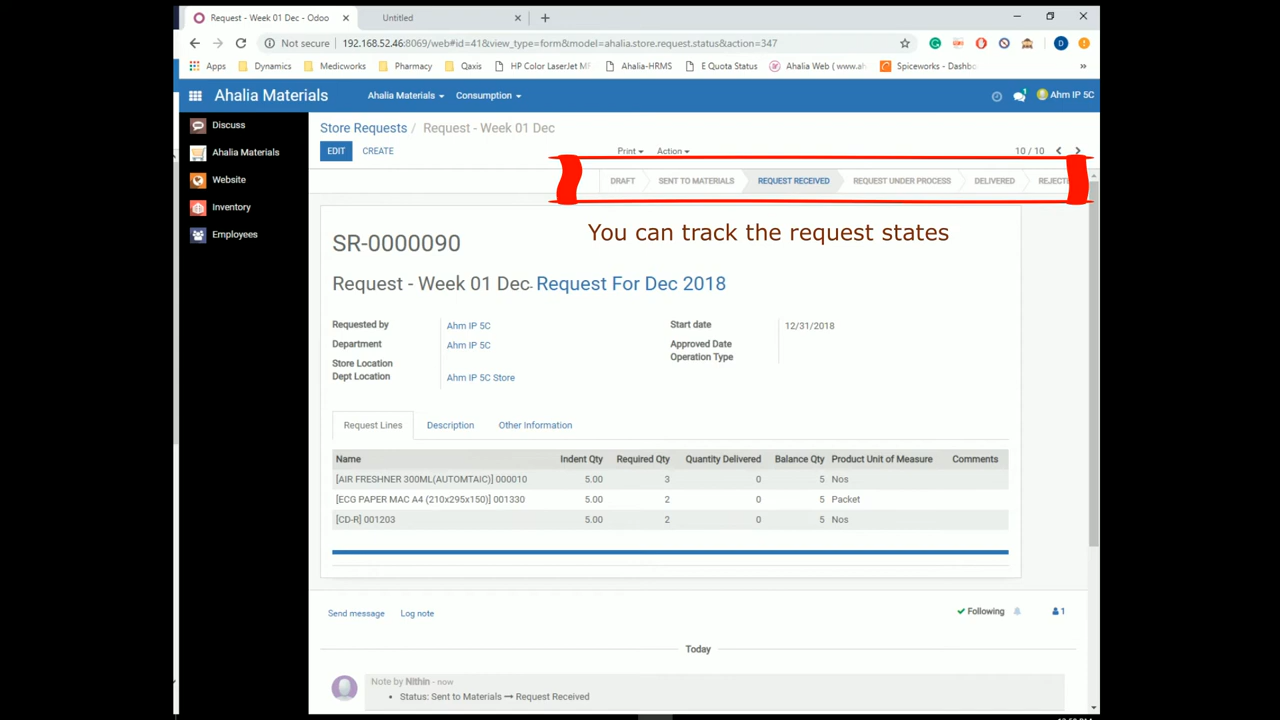 Request - Week 01 Dec - Odoo
Untitled
Not secure
192.168.52.46:8069/web#id=41&view_type=form&model=ahalia.store.request.status&action=347
Apps
Dynamics
Medicworks
Pharmacy
Qaxis
HP Color LaserJet MF
Ahalia-HRMS
E Quota Status
Ahalia Web ( www.ah
Spiceworks - Dashbo
Ahalia Materials
Ahalia Materials
Consumption
1
Ahm IP 5C
Discuss
Ahalia Materials
Website
Inventory
Employees
Store Requests / Request - Week 01 Dec
EDIT
CREATE
Print
Action
10 / 10
DRAFT
SENT TO MATERIALS
REQUEST RECEIVED
REQUEST UNDER PROCESS
DELIVERED
You can track the request states
SR-0000090
Request - Week 01 Dec- Request For Dec 2018
Requested by Ahm IP 5C
Department Ahm IP 5C
Store Location
Dept Location Ahm IP 5C Store
Start date 12/31/2018
Approved Date
Operation Type
Request Lines
Description
Other Information
Name Indent Qty Required Qty Quantity Delivered Balance Qty Product Unit of Measure Comments
[AIR FRESHNER 300ML(AUTOMTAIC)] 000010 5.00 3 0 5 Nos
[ECG PAPER MAC A4 (210x295x150)] 001330 5.00 2 0 5 Packet
[CD-R] 001203 5.00 2 0 5 Nos
Send message
Log note
Following
1
Today
Note by Nithin - now
Status: Sent to Materials → Request Received